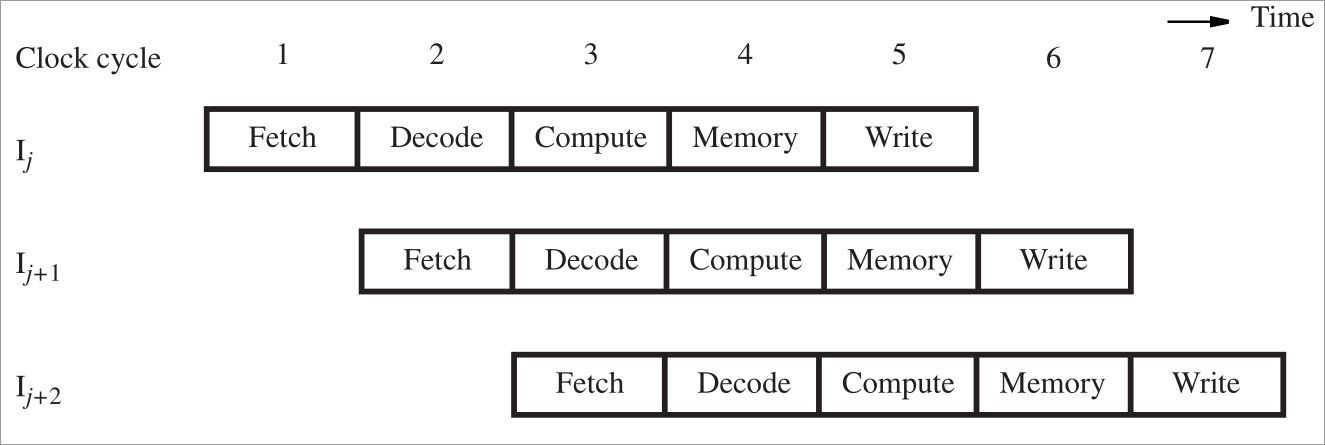 Time
Clock cycle 1 2 3 4 5 6 7
I_j Fetch Decode Compute Memory Write
I_{j+1} Fetch Decode Compute Memory Write
I_{j+2} Fetch Decode Compute Memory Write